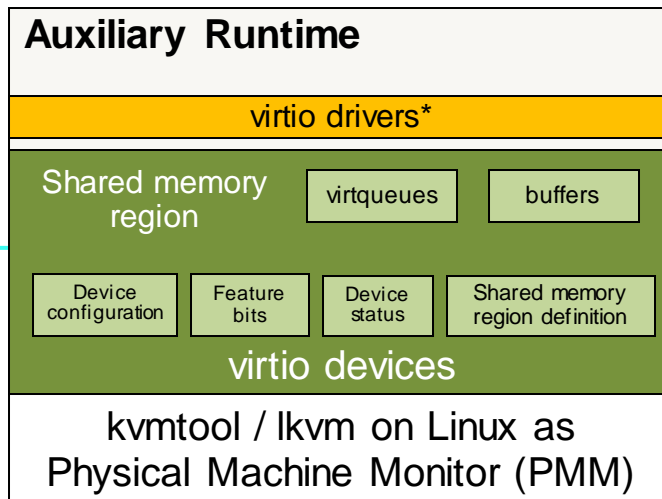 Auxiliary Runtime
virtio drivers*
Shared memory
region
virtqueues
buffers
Device
configuration
Feature
bits
Device
status
Shared memory
region definition
virtio devices
kvmtool / lkvm on Linux as
Physical Machine Monitor (PMM)